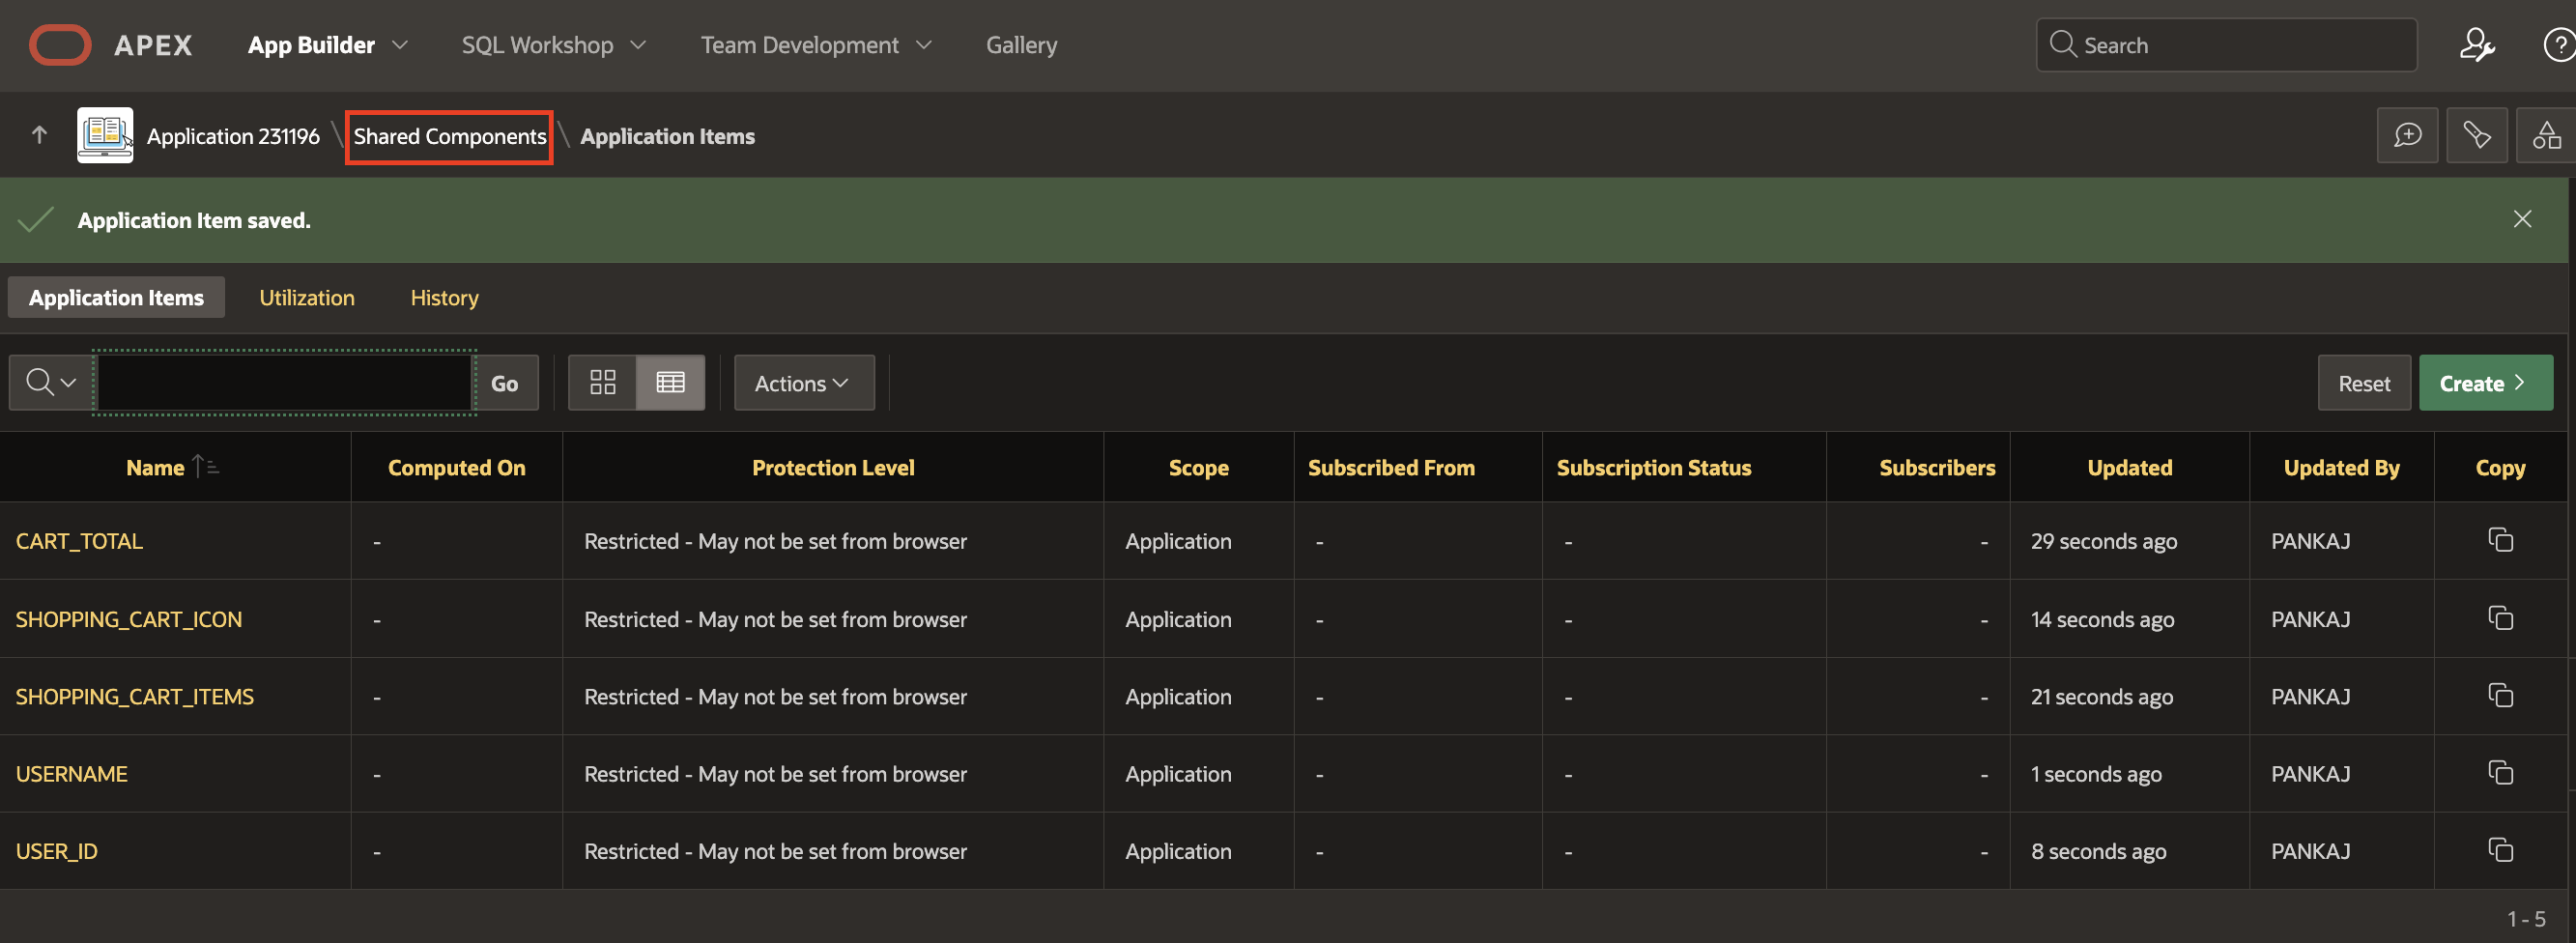 APEX App Builder SQL Workshop Team Development Gallery Search ?
Application 231196 \ Shared Components \ Application Items
Application Item saved.
Application Items Utilization History
Go Actions Reset Create
Name Computed On Protection Level Scope Subscribed From Subscription Status Subscribers Updated Updated By Copy
CART_TOTAL - Restricted - May not be set from browser Application - - - 29 seconds ago PANKAJ
SHOPPING_CART_ICON - Restricted - May not be set from browser Application - - - 14 seconds ago PANKAJ
SHOPPING_CART_ITEMS - Restricted - May not be set from browser Application - - - 21 seconds ago PANKAJ
USERNAME - Restricted - May not be set from browser Application - - - 1 seconds ago PANKAJ
USER_ID - Restricted - May not be set from browser Application - - - 8 seconds ago PANKAJ
1 - 5